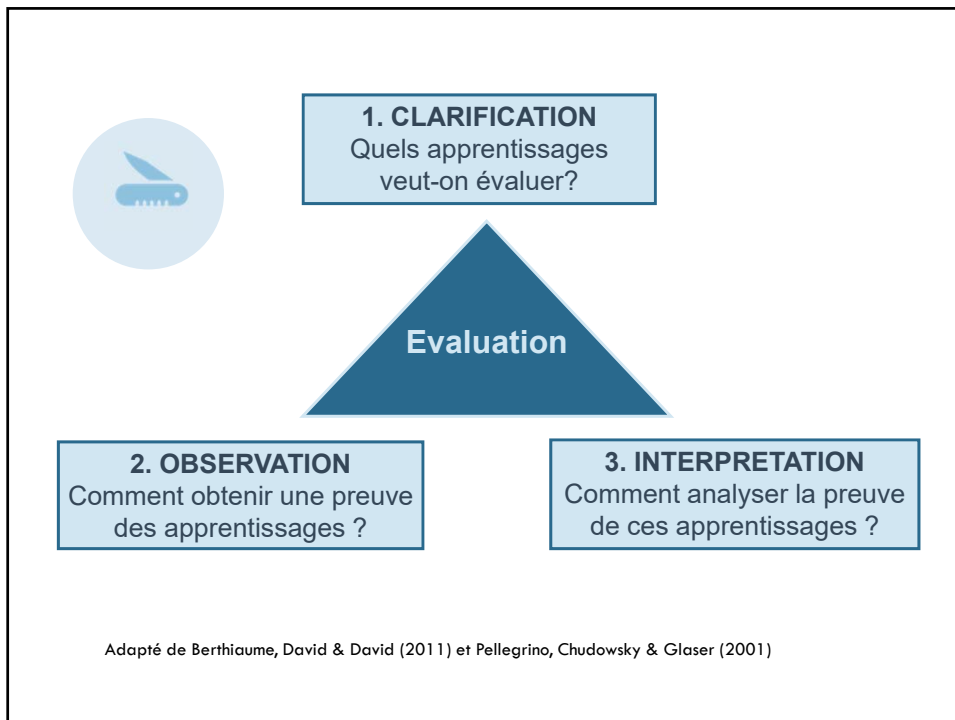 1. CLARIFICATION
Quels apprentissages
veut-on évaluer?
Evaluation
2. OBSERVATION
Comment obtenir une preuve
des apprentissages ?
3. INTERPRETATION
Comment analyser la preuve
de ces apprentissages ?
Adapté de Berthiaume, David & David (2011) et Pellegrino, Chudowsky & Glaser (2001)